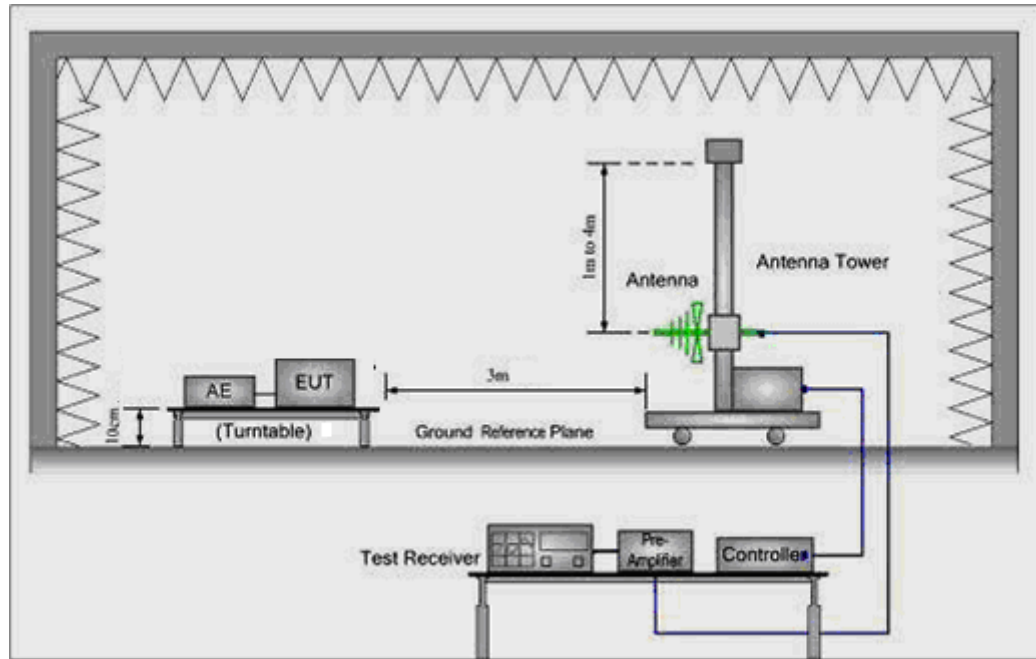 1m to 4m
Antenna
Antenna Tower
AE
EUT
3m
10cm
(Turntable)
Ground Reference Plane
Test Receiver
Pre-
Amplifier
Controller